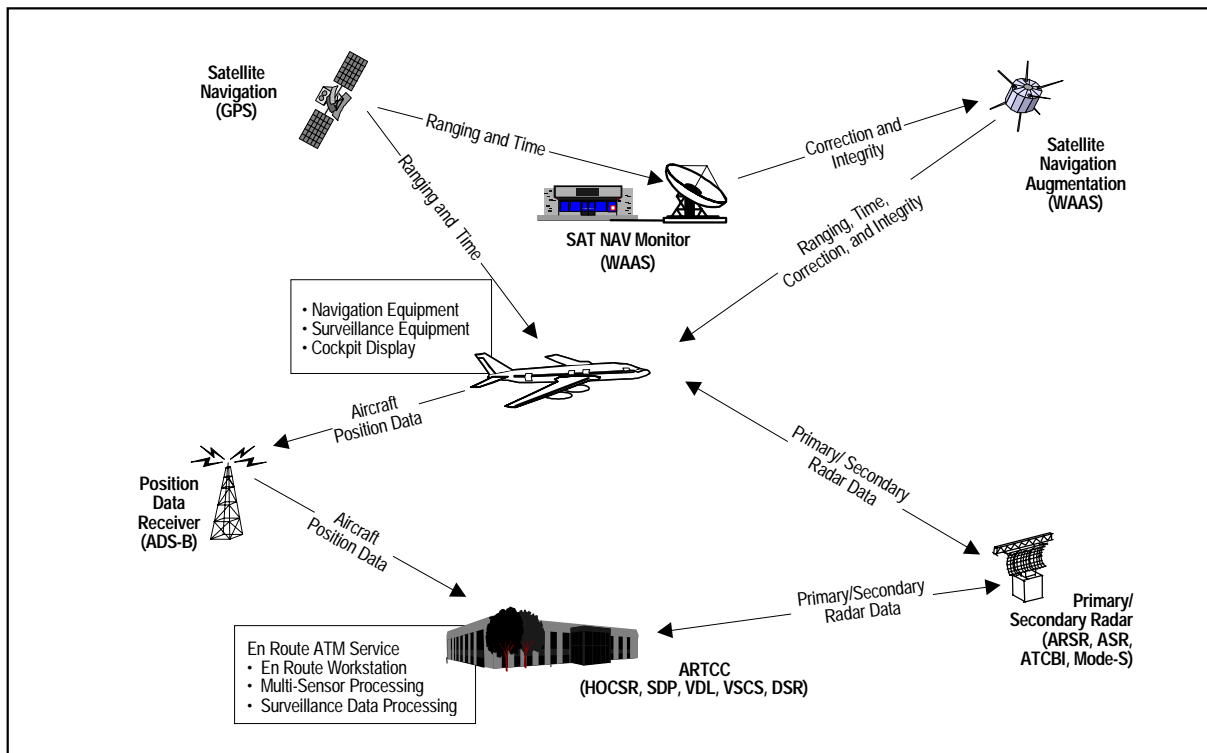 Satellite
Navigation
(GPS)
Ranging and Time
Correction and
Integrity
Satellite
Navigation
Augmentation
(WAAS)
Ranging and Time
SAT NAV Monitor
(WAAS)
Ranging, Time,
Correction, and Integrity
• Navigation Equipment
• Surveillance Equipment
• Cockpit Display
Aircraft
Position Data
Position
Data
Receiver
(ADS-B)
Aircraft
Position Data
Primary/ Secondary
Radar Data
Primary/Secondary
Radar Data
Primary/
Secondary Radar
(ARSR, ASR,
ATCBI, Mode-S)
En Route ATM Service
• En Route Workstation
• Multi-Sensor Processing
• Surveillance Data Processing
ARTCC
(HOCSR, SDP, VDL, VSCS, DSR)